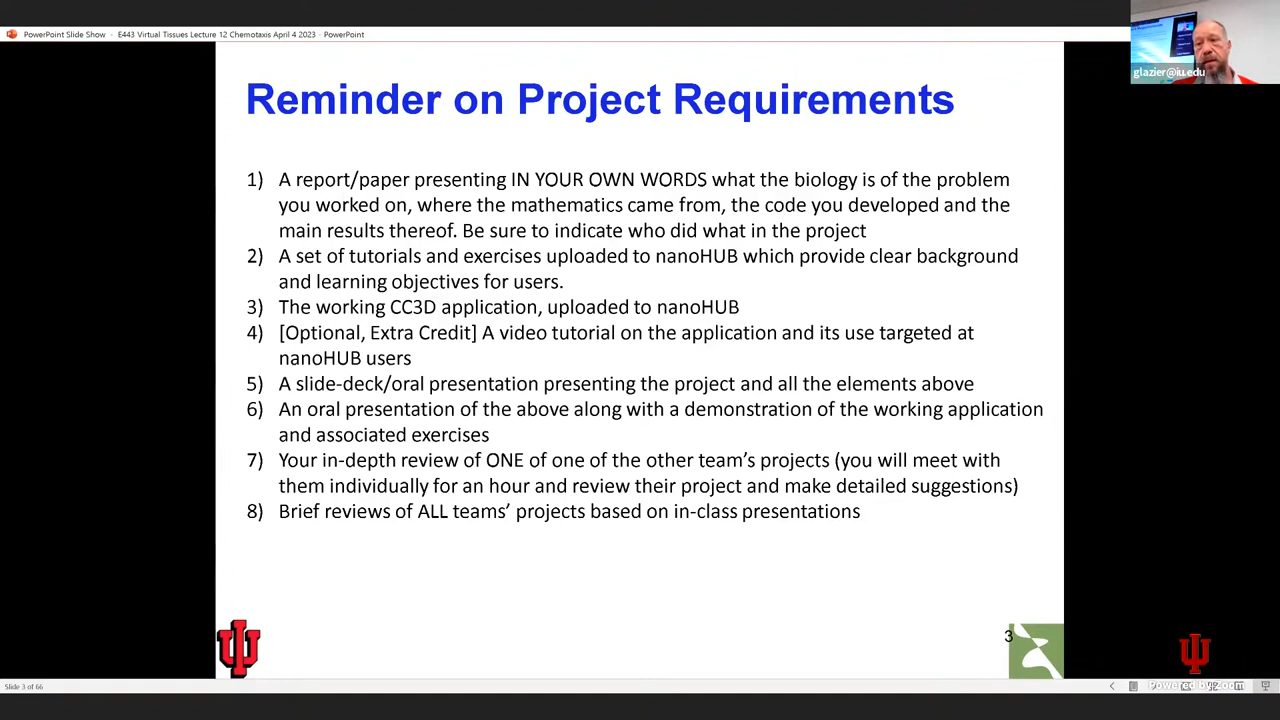 PowerPoint Slide Show - E443 Virtual Tissues Lecture 12 Chemotaxis April 4 2023 - PowerPoint
glazier@iu.edu
Reminder on Project Requirements
1) A report/paper presenting IN YOUR OWN WORDS what the biology is of the problem
you worked on, where the mathematics came from, the code you developed and the
main results thereof. Be sure to indicate who did what in the project
2) A set of tutorials and exercises uploaded to nanoHUB which provide clear background
and learning objectives for users.
3) The working CC3D application, uploaded to nanoHUB
4) [Optional, Extra Credit] A video tutorial on the application and its use targeted at
nanoHUB users
5) A slide-deck/oral presentation presenting the project and all the elements above
6) An oral presentation of the above along with a demonstration of the working application
and associated exercises
7) Your in-depth review of ONE of one of the other team's projects (you will meet with
them individually for an hour and review their project and make detailed suggestions)
8) Brief reviews of ALL teams' projects based on in-class presentations
3
Slide 3 of 66
Powered by Zoom